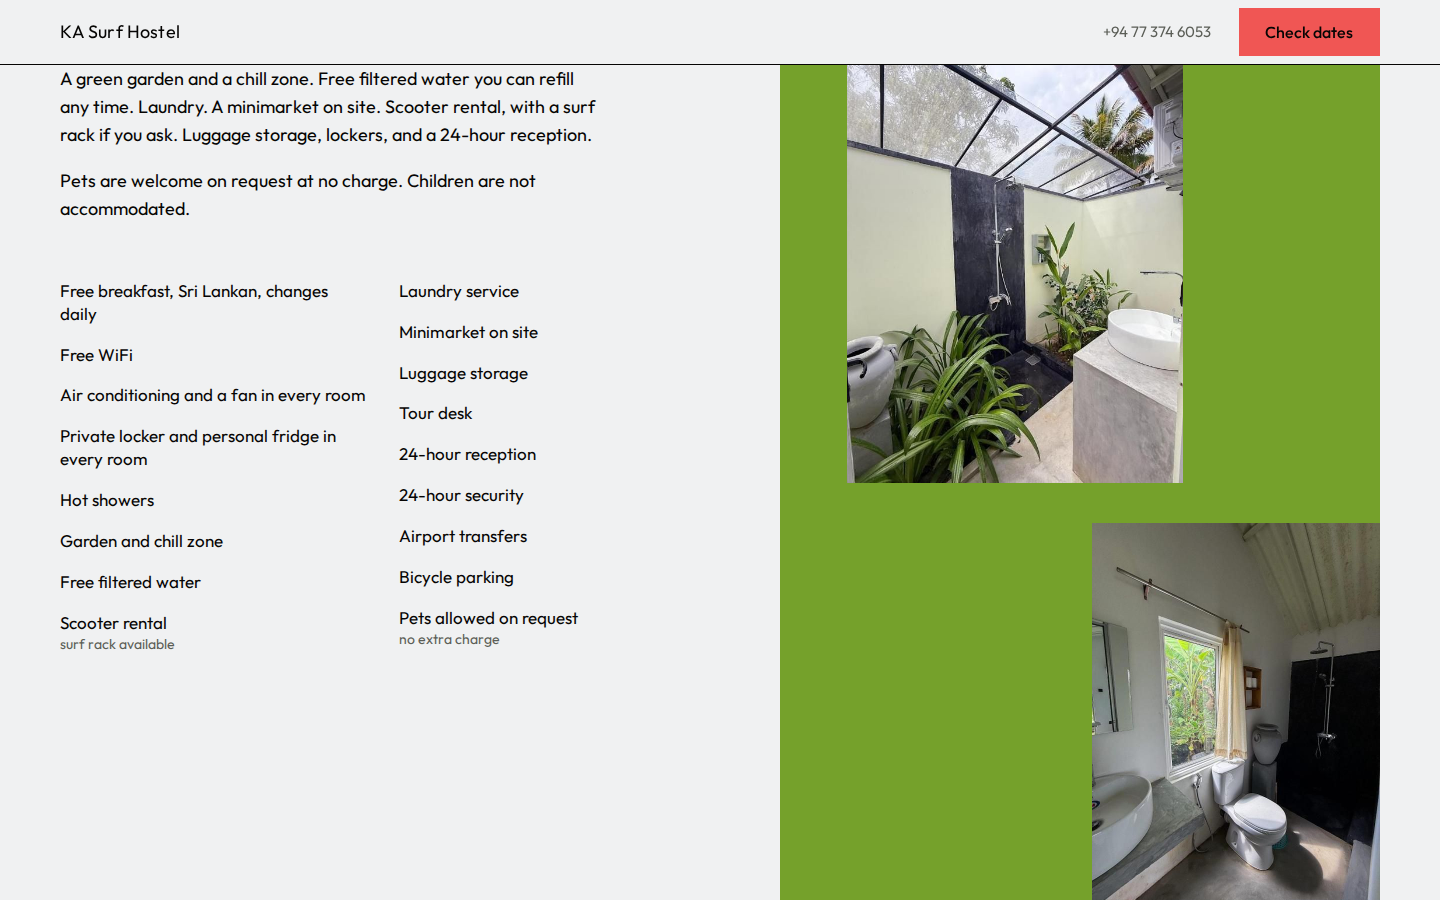 KA Surf Hostel
+94 77 374 6053
Check dates
A green garden and a chill zone. Free filtered water you can refill
any time. Laundry. A minimarket on site. Scooter rental, with a surf
rack if you ask. Luggage storage, lockers, and a 24-hour reception.
Pets are welcome on request at no charge. Children are not
accommodated.
Free breakfast, Sri Lankan, changes
daily
Free WiFi
Air conditioning and a fan in every room
Private locker and personal fridge in
every room
Hot showers
Garden and chill zone
Free filtered water
Scooter rental
surf rack available
Laundry service
Minimarket on site
Luggage storage
Tour desk
24-hour reception
24-hour security
Airport transfers
Bicycle parking
Pets allowed on request
no extra charge